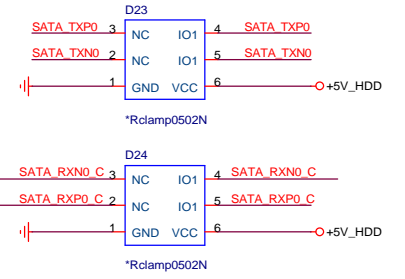 D23
SATA_TXP0 3 NC IO1 4 SATA_TXP0
SATA_TXN0 2 NC IO1 5 SATA_TXN0
1 GND VCC 6 +5V_HDD
*Rclamp0502N
D24
SATA_RXN0_C 3 NC IO1 4 SATA_RXN0_C
SATA_RXP0_C 2 NC IO1 5 SATA_RXP0_C
1 GND VCC 6 +5V_HDD
*Rclamp0502N